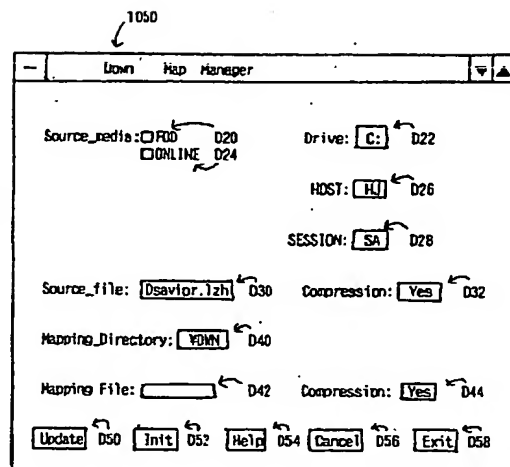 1050
Down Map Manager
Source_media: FDD D20 Drive: C: D22
ONLINE D24
HOST: HJ D26
SESSION: SA D28
Source_file: Dsavior.lzh D30 Compression: Yes D32
Mapping_Directory: ¥DWN D40
Mapping File: D42 Compression: Yes D44
Update D50 Init D52 Help D54 Cancel D56 Exit D58